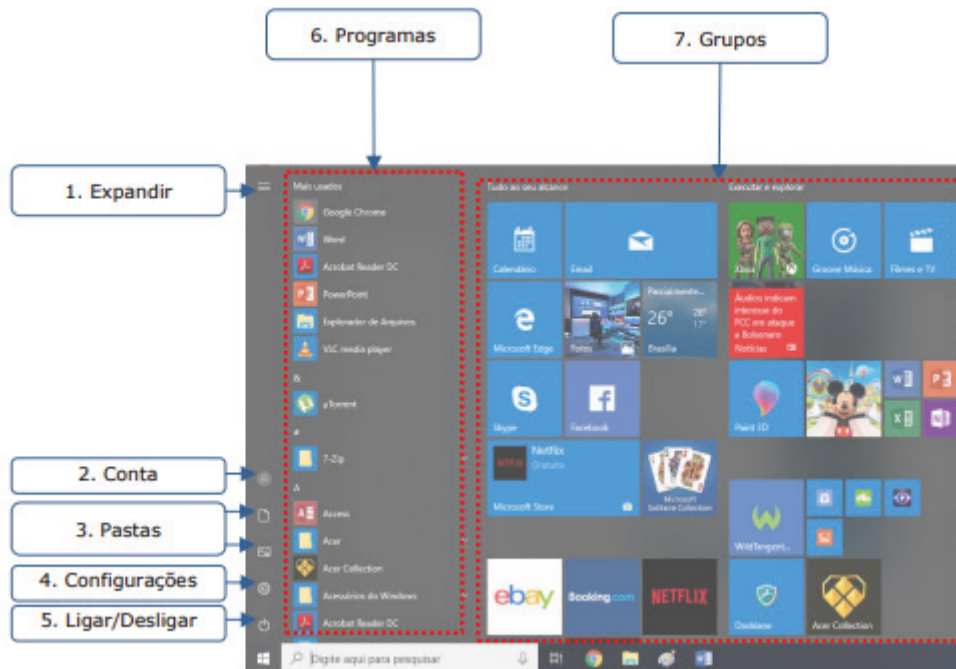 6. Programas
7. Grupos
1. Expandir
2. Conta
3. Pastas
4. Configurações
5. Ligar/Desligar
Mais usados
Google Chrome
Word
Acrobat Reader DC
PowerPoint
Explorador de Arquivos
VLC media player
&
µTorrent
#
7-Zip
A
Access
Acer
Acer Collection
Acessórios do Windows
Acrobat Reader DC
Tudo ao seu alcance
Calendário
Email
Microsoft Edge
Fotos
Parcialmente...
26°
26°
17°
Brasília
Skype
Facebook
Netflix
Gratuito
Microsoft Store
Microsoft
Solitaire Collection
ebay
Booking.com
NETFLIX
Executar e explorar
Xbox
Groove Música
Filmes e TV
Áudios indicam
interesse do
PCC em ataque
a Bolsonaro
Notícias
Paint 3D
WildTangent...
Dashlane
Acer Collection
Digite aqui para pesquisar